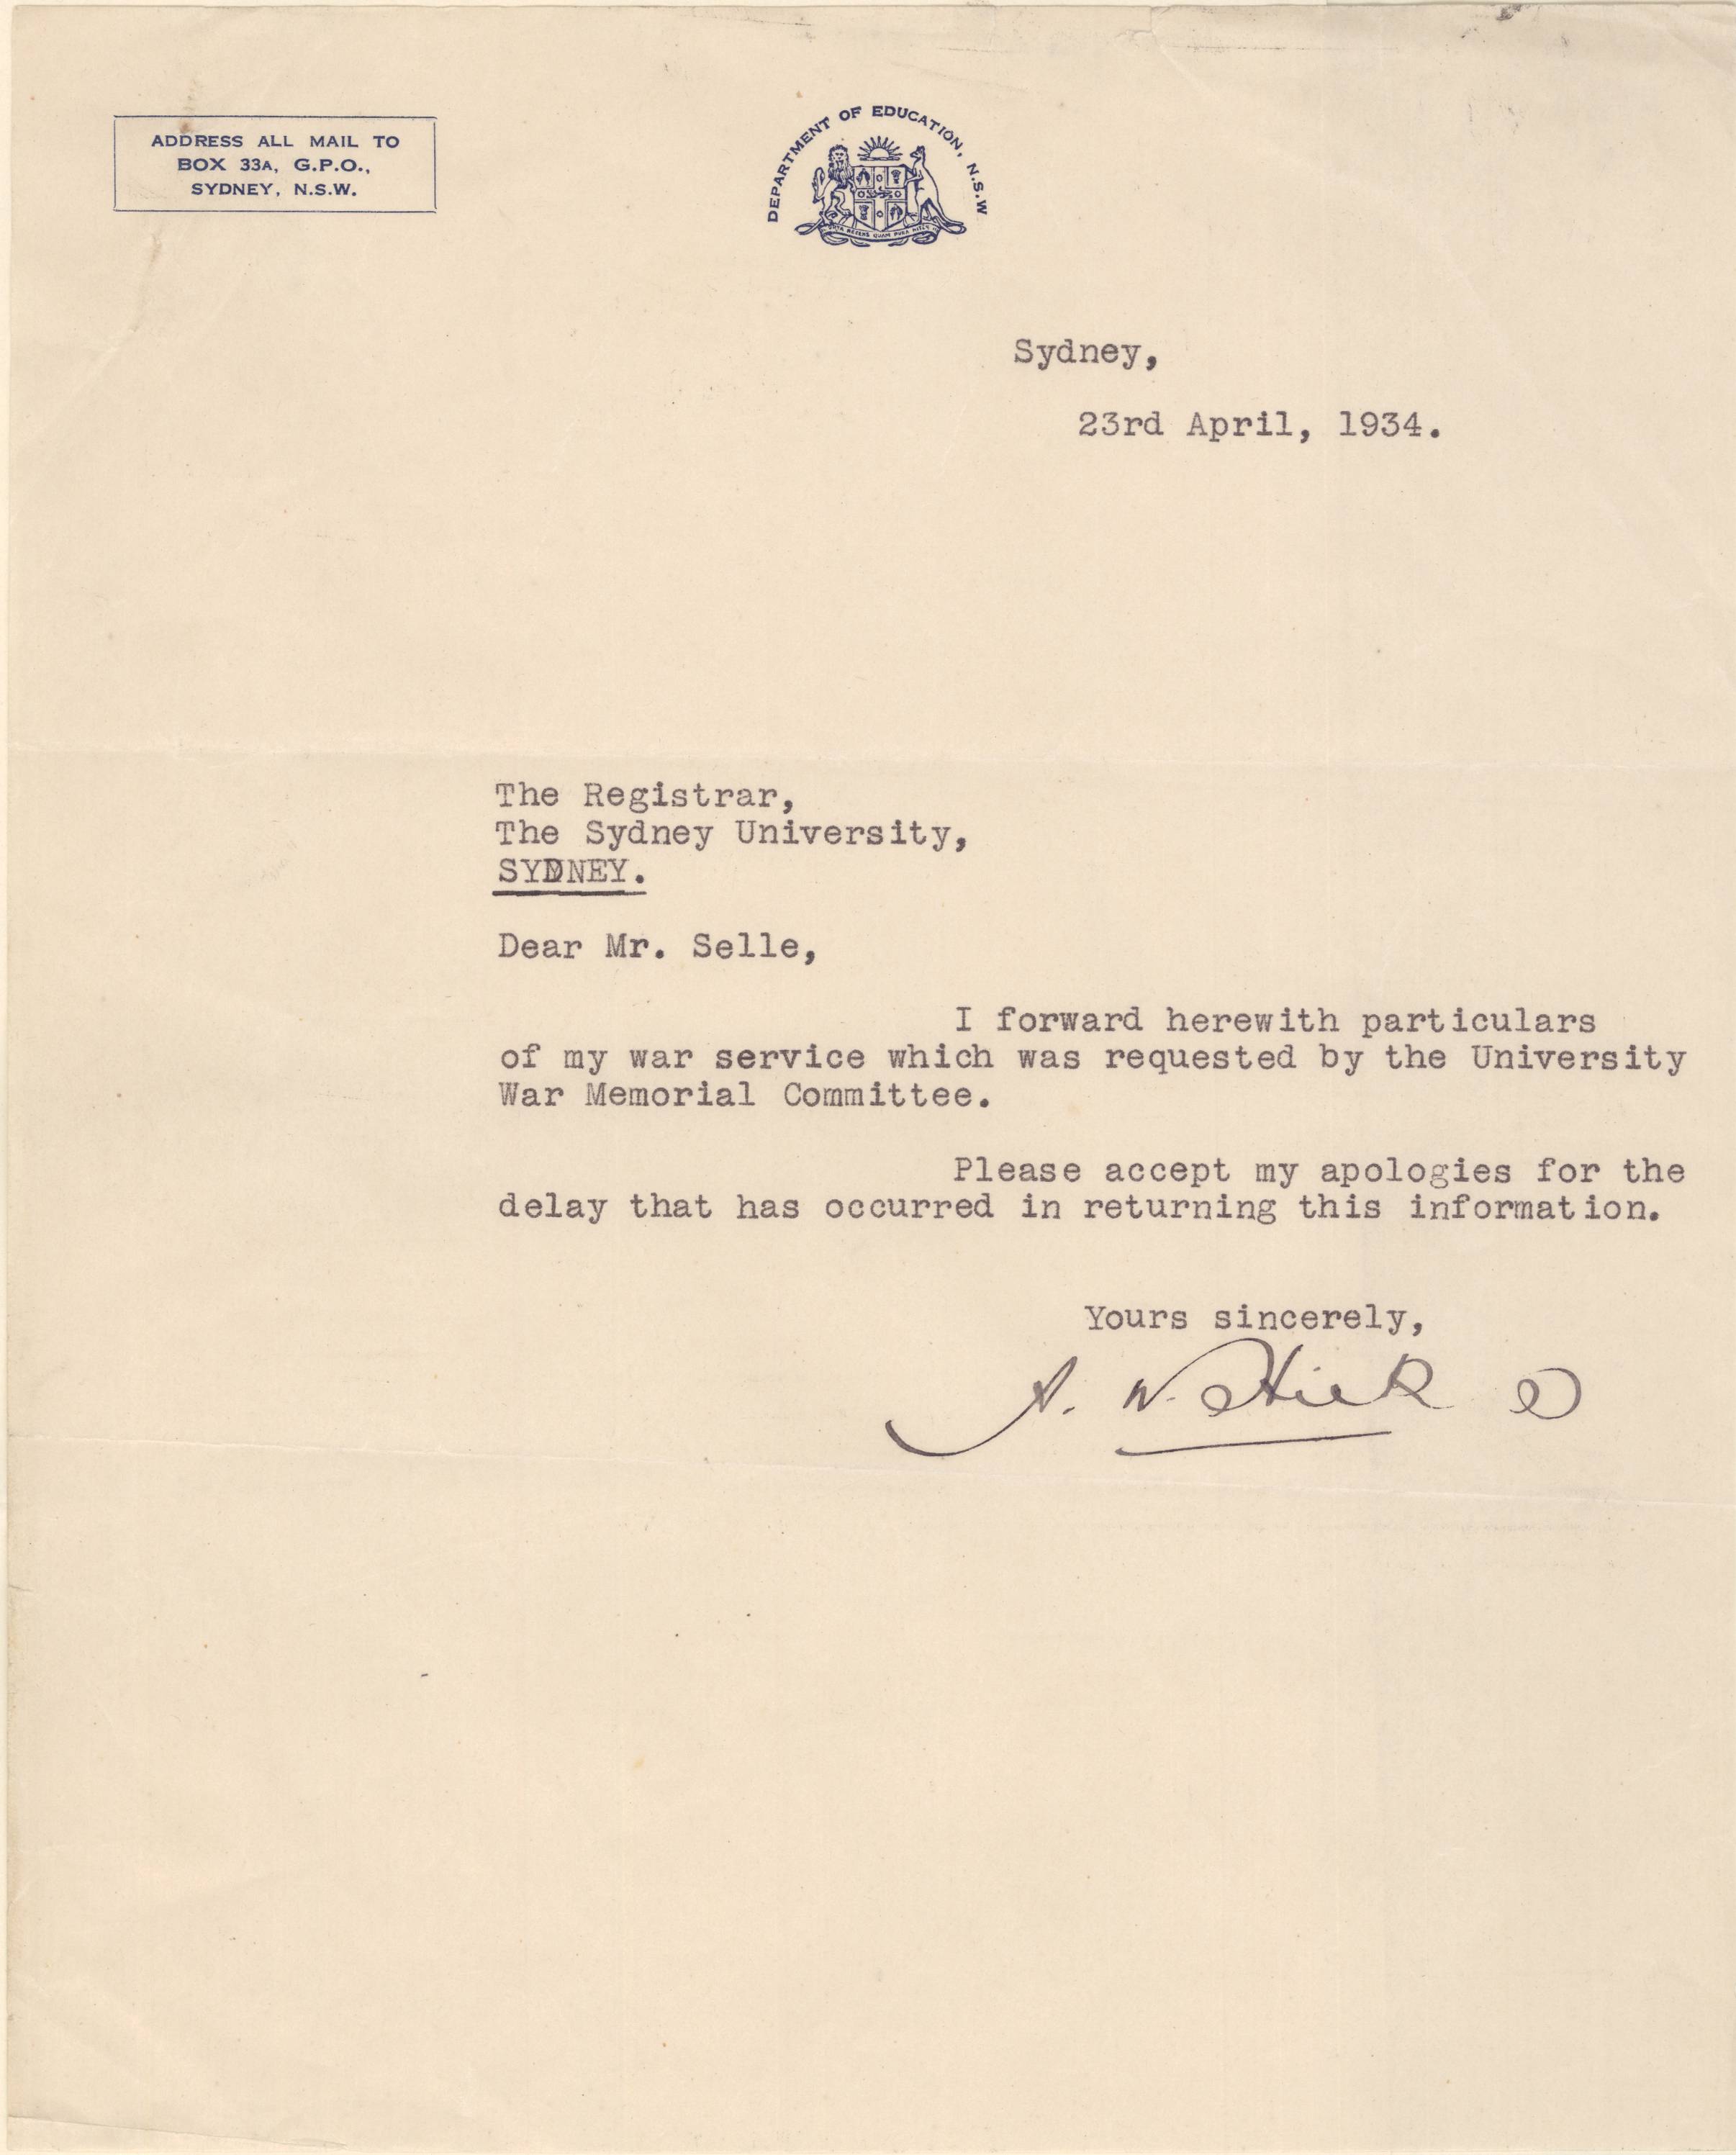 ADDRESS ALL MAIL TO
BOX 33A, G.P.O.,
SYDNEY, N.S.W.
DEPARTMENT OF EDUCATION, N.S.W
Sydney,
23rd April, 1934.
The Registrar,
The Sydney University,
SYDNEY.
Dear Mr. Selle,
I forward herewith particulars
of my war service which was requested by the University
War Memorial Committee.
Please accept my apologies for the
delay that has occurred in returning this information.
Yours sincerely,
A. W.